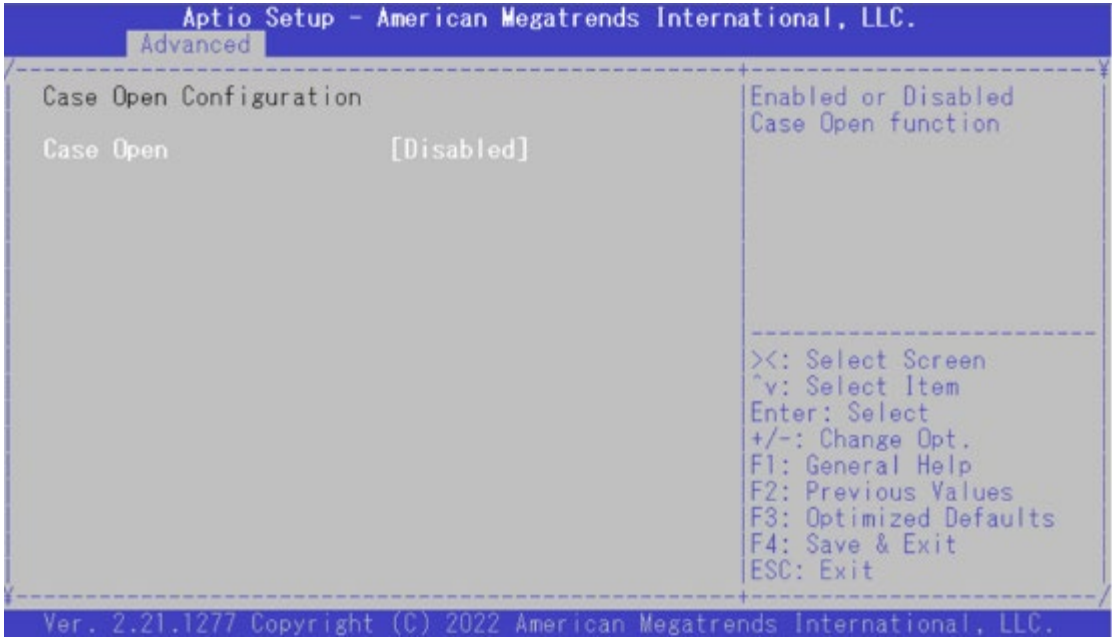 Aptio Setup - American Megatrends International, LLC.
Advanced
Case Open Configuration
Case Open [Disabled]
Enabled or Disabled
Case Open function
><: Select Screen
^v: Select Item
Enter: Select
+/-: Change Opt.
F1: General Help
F2: Previous Values
F3: Optimized Defaults
F4: Save & Exit
ESC: Exit
Ver. 2.21.1277 Copyright (C) 2022 American Megatrends International, LLC.